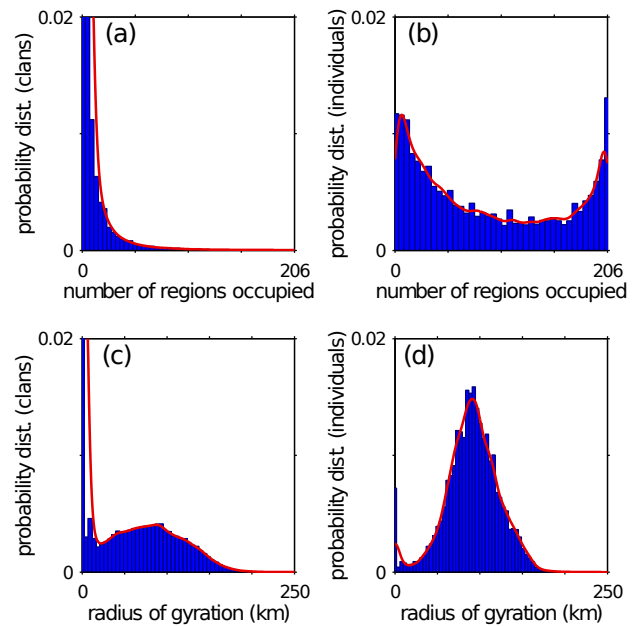 0.02
(a)
probability dist. (clans)
0
0
206
number of regions occupied
0.02
(b)
probability dist. (individuals)
0
0
206
number of regions occupied
0.02
(c)
probability dist. (clans)
0
0
250
radius of gyration (km)
0.02
(d)
probability dist. (individuals)
0
0
250
radius of gyration (km)